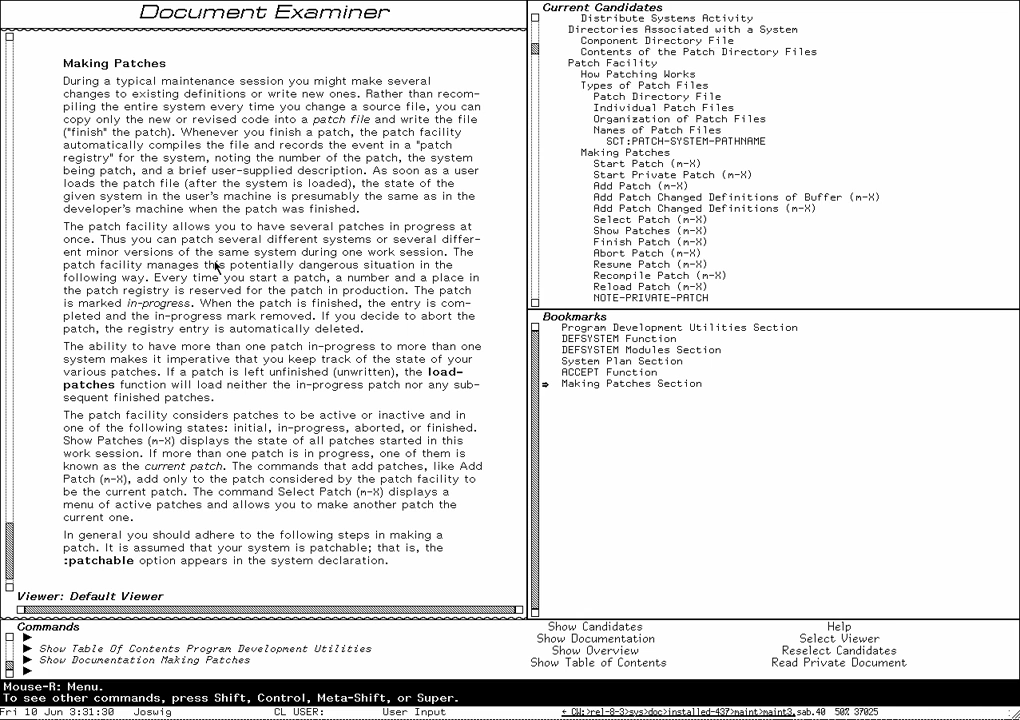 Document Examiner
Making Patches
During a typical maintenance session you might make several
changes to existing definitions or write new ones. Rather than recom-
piling the entire system every time you change a source file, you can
copy only the new or revised code into a patch file and write the file
("finish" the patch). Whenever you finish a patch, the patch facility
automatically compiles the file and records the event in a "patch
registry" for the system, noting the number of the patch, the system
being patch, and a brief user-supplied description. As soon as a user
loads the patch file (after the system is loaded), the state of the
given system in the user's machine is presumably the same as in the
developer's machine when the patch was finished.
The patch facility allows you to have several patches in progress at
once. Thus you can patch several different systems or several differ-
ent minor versions of the same system during one work session. The
patch facility manages this potentially dangerous situation in the
following way. Every time you start a patch, a number and a place in
the patch registry is reserved for the patch in production. The patch
is marked in-progress. When the patch is finished, the entry is com-
pleted and the in-progress mark removed. If you decide to abort the
patch, the registry entry is automatically deleted.
The ability to have more than one patch in-progress to more than one
system makes it imperative that you keep track of the state of your
various patches. If a patch is left unfinished (unwritten), the load-
patches function will load neither the in-progress patch nor any sub-
sequent finished patches.
The patch facility considers patches to be active or inactive and in
one of the following states: initial, in-progress, aborted, or finished.
Show Patches (m-X) displays the state of all patches started in this
work session. If more than one patch is in progress, one of them is
known as the current patch. The commands that add patches, like Add
Patch (m-X), add only to the patch considered by the patch facility to
be the current patch. The command Select Patch (m-X) displays a
menu of active patches and allows you to make another patch the
current one.
In general you should adhere to the following steps in making a
patch. It is assumed that your system is patchable; that is, the
:patchable option appears in the system declaration.
Viewer: Default Viewer
Current Candidates
Distribute Systems Activity
Directories Associated with a System
Component Directory File
Contents of the Patch Directory Files
Patch Facility
How Patching Works
Types of Patch Files
Patch Directory File
Individual Patch Files
Organization of Patch Files
Names of Patch Files
SCT:PATCH-SYSTEM-PATHNAME
Making Patches
Start Patch (m-X)
Start Private Patch (m-X)
Add Patch (m-X)
Add Patch Changed Definitions of Buffer (m-X)
Add Patch Changed Definitions (m-X)
Select Patch (m-X)
Show Patches (m-X)
Finish Patch (m-X)
Abort Patch (m-X)
Resume Patch (m-X)
Recompile Patch (m-X)
Reload Patch (m-X)
NOTE-PRIVATE-PATCH
Bookmarks
Program Development Utilities Section
DEFSYSTEM Function
DEFSYSTEM Modules Section
System Plan Section
ACCEPT Function
Making Patches Section
Commands
Show Table Of Contents Program Development Utilities
Show Documentation Making Patches
Show Candidates Help
Show Documentation Select Viewer
Show Overview Reselect Candidates
Show Table of Contents Read Private Document
Mouse-R: Menu.
To see other commands, press Shift, Control, Meta-Shift, or Super.
Fri 10 Jun 3:31:30 Joswig CL USER: User Input ← CW:>rel-8-3>sys>doc>installed-437>maint>maint3.sab.40 50% 37025